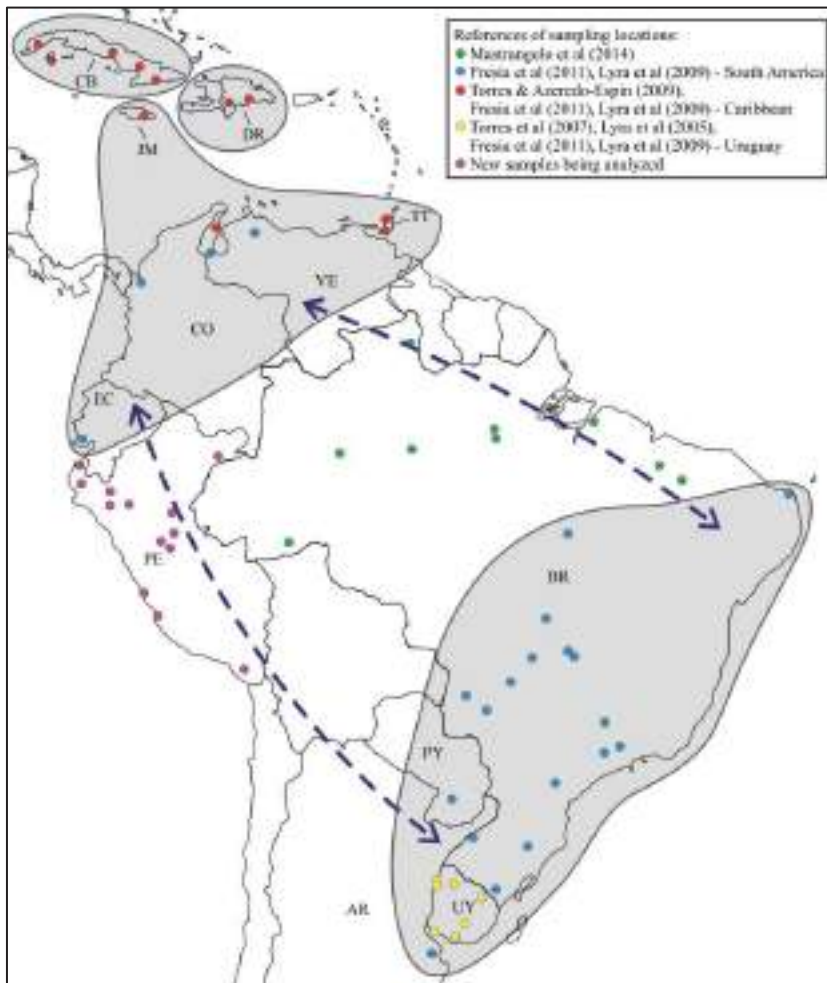 References of sampling locations:
Mastrangelo et al (2014)
Fresia et al (2011), Lyra et al (2009) - South America
Torres & Azeredo-Espin (2009),
Fresia et al (2011), Lyra et al (2009) - Caribbean
Torres et al (2007), Lyra et al (2005),
Fresia et al (2011), Lyra et al (2009) - Uruguay
New samples being analyzed
CB
DR
JM
TT
VE
CO
EC
PE
BR
PY
AR
UY